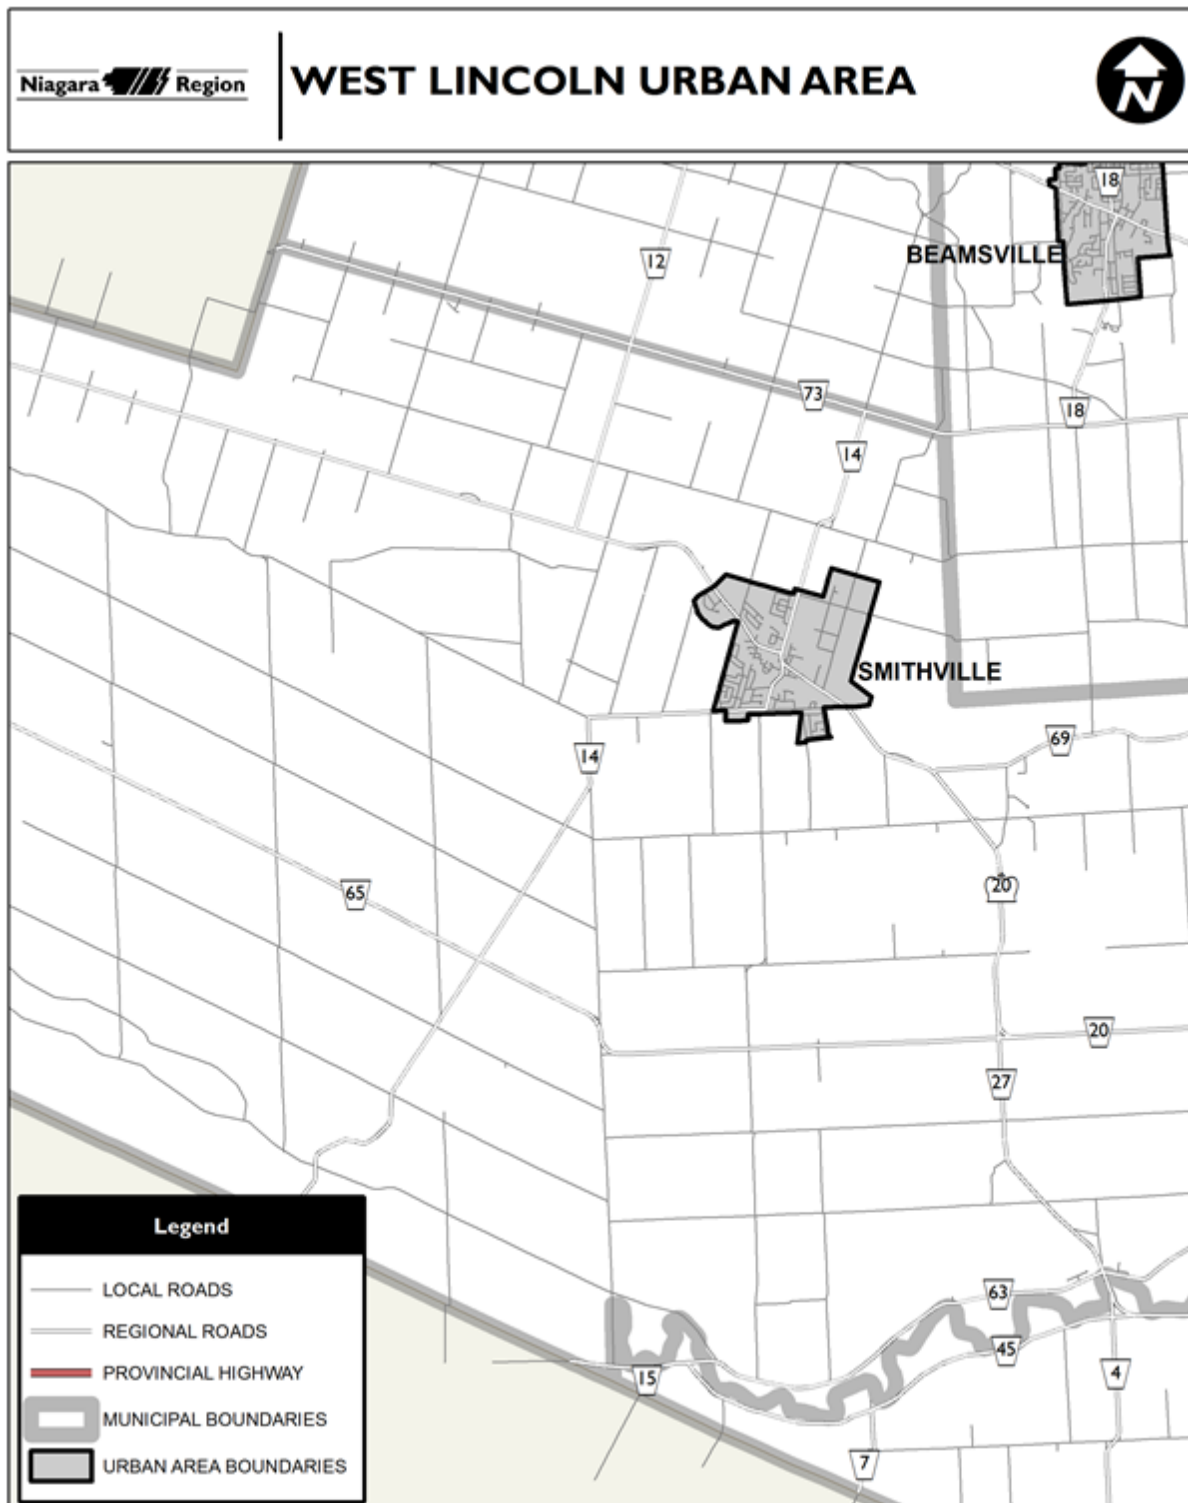 Niagara Region
WEST LINCOLN URBAN AREA
N
18
BEAMSVILLE
12
73
18
14
SMITHVILLE
69
14
65
20
20
27
63
45
15
4
7
Legend
LOCAL ROADS
REGIONAL ROADS
PROVINCIAL HIGHWAY
MUNICIPAL BOUNDARIES
URBAN AREA BOUNDARIES